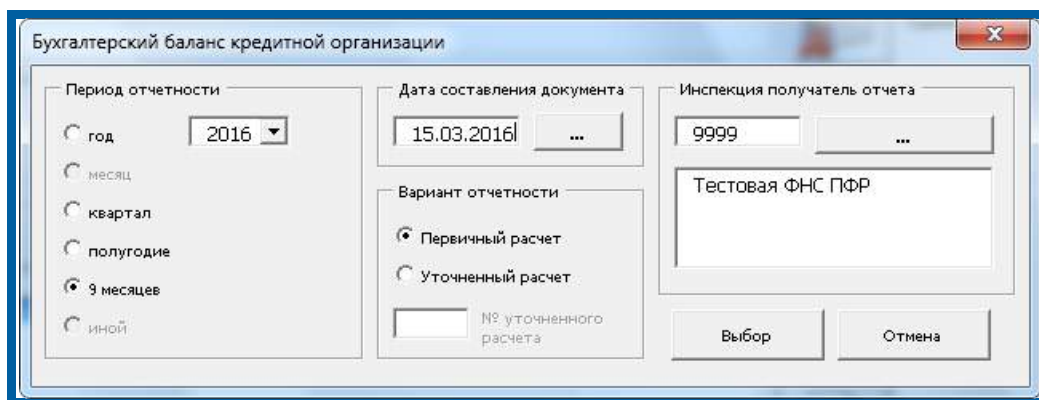 Бухгалтерский баланс кредитной организации
Период отчетности
год
2016
месяц
квартал
полугодие
9 месяцев
иной
Дата составления документа
15.03.2016
...
Вариант отчетности
Первичный расчет
Уточненный расчет
№ уточненного
расчета
Инспекция получатель отчета
9999
...
Тестовая ФНС ПФР
Выбор
Отмена